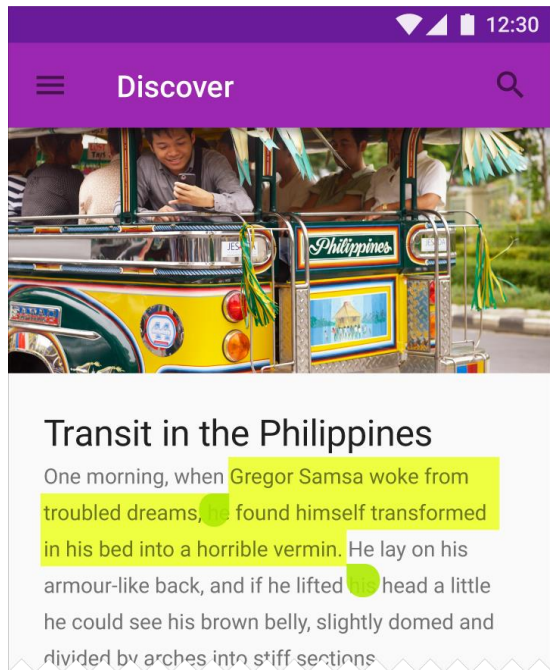 12:30
Discover
Philippines
Transit in the Philippines
One morning, when Gregor Samsa woke from
troubled dreams, he found himself transformed
in his bed into a horrible vermin. He lay on his
armour-like back, and if he lifted his head a little
he could see his brown belly, slightly domed and
divided by arches into stiff sections